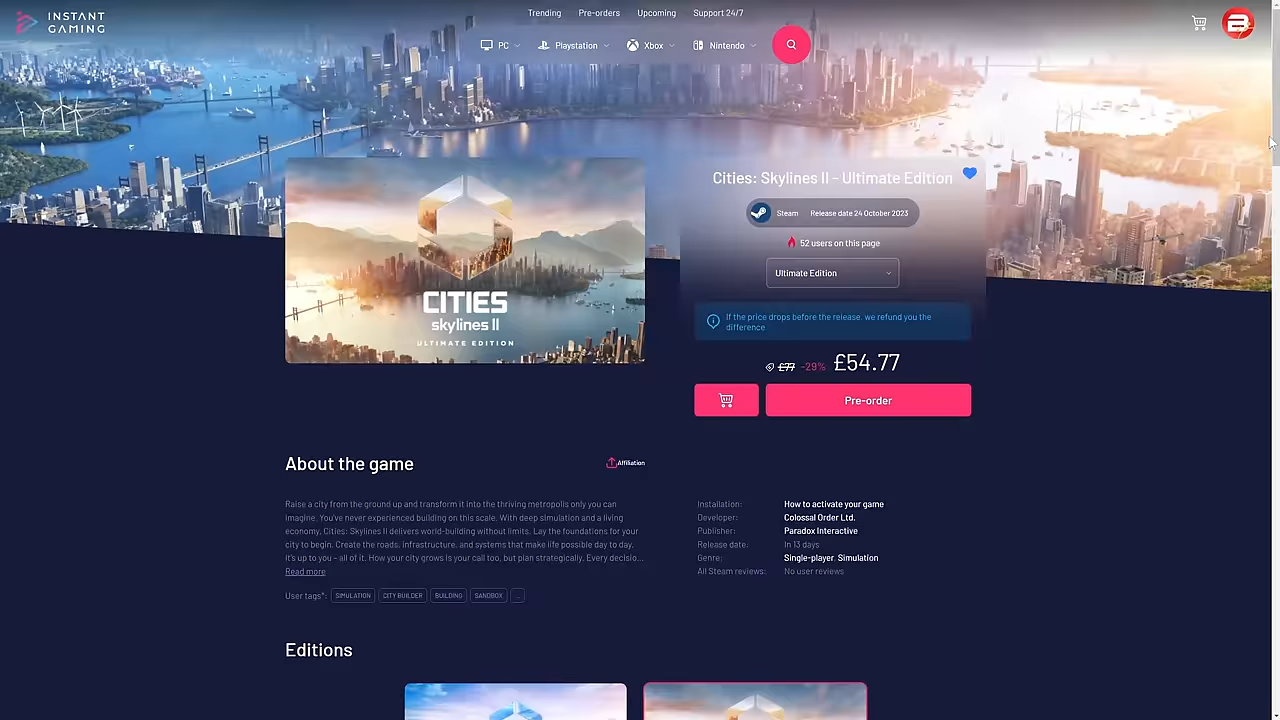 INSTANT
GAMING
Trending
Pre-orders
Upcoming
Support 24/7
PC
Playstation
Xbox
Nintendo
CITIES
skylines II
ULTIMATE EDITION
Cities: Skylines II - Ultimate Edition
Steam
Release date 24 October 2023
52 users on this page
Ultimate Edition
If the price drops before the release, we refund you the
difference
£77 -29% £54.77
Pre-order
About the game
Affiliation
Raise a city from the ground up and transform it into the thriving metropolis only you can
imagine. You've never experienced building on this scale. With deep simulation and a living
economy, Cities: Skylines II delivers world-building without limits. Lay the foundations for your
city to begin. Create the roads, infrastructure, and systems that make life possible day to day.
It's up to you - all of it. How your city grows is your call too, but plan strategically. Every decisio...
Read more
User tags*:
SIMULATION
CITY BUILDER
BUILDING
SANDBOX
...
Installation: How to activate your game
Developer: Colossal Order Ltd.
Publisher: Paradox Interactive
Release date: In 13 days
Genre: Single-player, Simulation
All Steam reviews: No user reviews
Editions